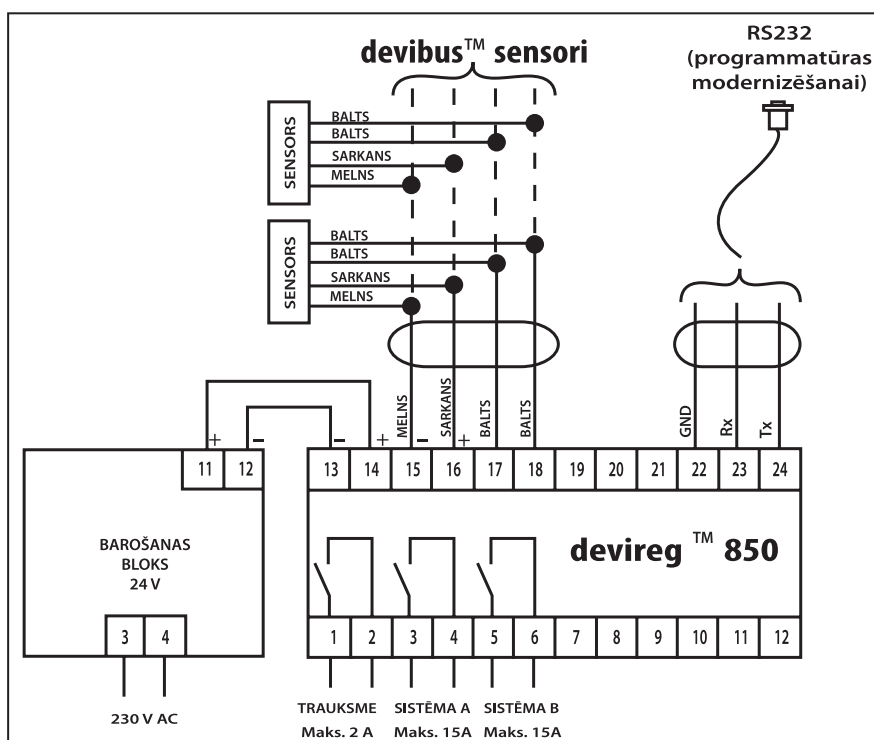 devibus™ sensori
RS232
(programmatūras
modernizēšanai)
SENSORS
BALTS
BALTS
SARKANS
MELNS
SENSORS
BALTS
BALTS
SARKANS
MELNS
MELNS
SARKANS
BALTS
BALTS
GND
Rx
Tx
+ − − + − +
11 12
13 14 15 16 17 18 19 20 21 22 23 24
BAROŠANAS
BLOKS
24 V
devireg ™ 850
3 4
1 2 3 4 5 6 7 8 9 10 11 12
230 V AC
TRAUKSME
Maks. 2 A
SISTĒMA A
Maks. 15A
SISTĒMA B
Maks. 15A